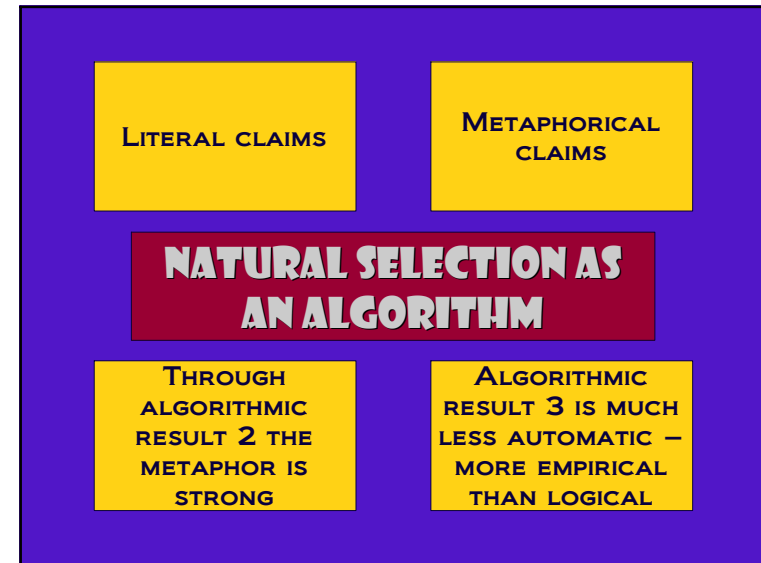 Literal claims
Metaphorical
claims
NATURAL SELECTION AS
AN ALGORITHM
Through
algorithmic
result 2 the
metaphor is
strong
Algorithmic
result 3 is much
less automatic –
more empirical
than logical